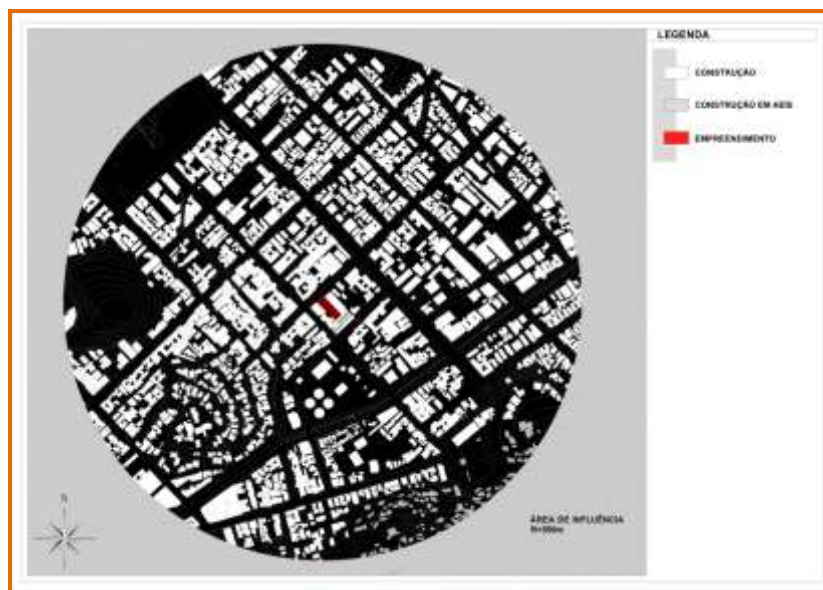 LEGENDA
CONSTRUÇÃO
CONSTRUÇÃO EM AEIS
EMPREENDIMENTO
N
ÁREA DE INFLUÊNCIA